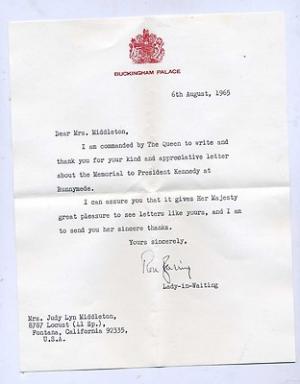 BUCKINGHAM PALACE
6th August, 1965
Dear Mrs. Middleton,
I am commanded by The Queen to write and
thank you for your kind and appreciative letter
about the Memorial to President Kennedy at
Runnymede.
I can assure you that it gives Her Majesty
great pleasure to see letters like yours, and I am
to send you her sincere thanks.
Yours sincerely,
Lady-in-Waiting
Mrs. Judy Lyn Middleton,
8787 Locust
Fontana, California 92335,
U.S.A.